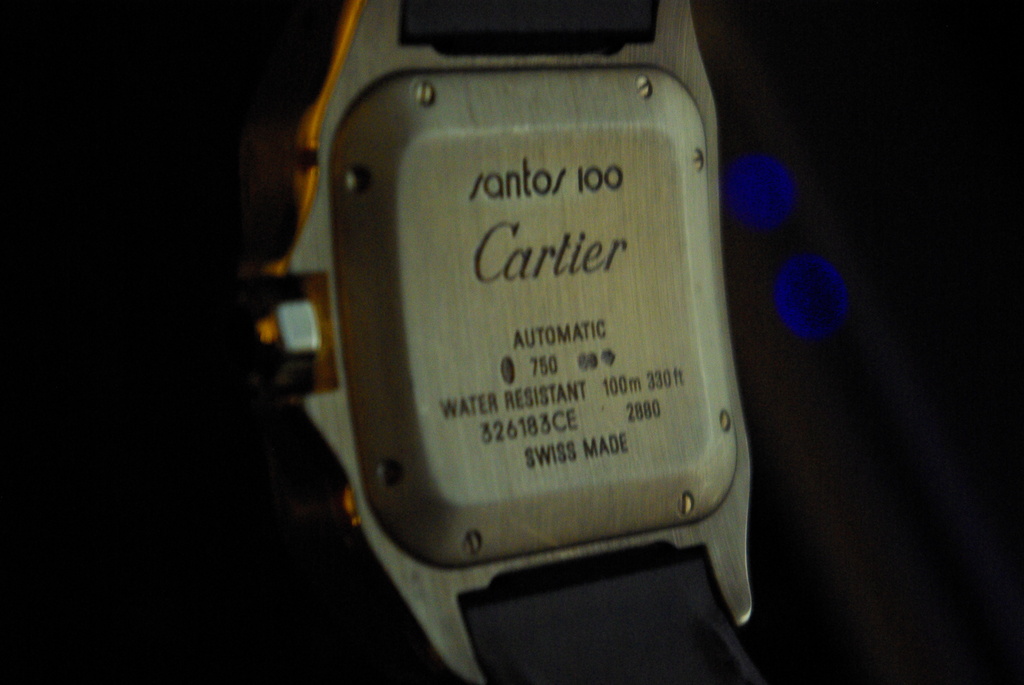 santos 100
Cartier
AUTOMATIC
750
WATER RESISTANT 100m 330ft
326183CE 2880
SWISS MADE